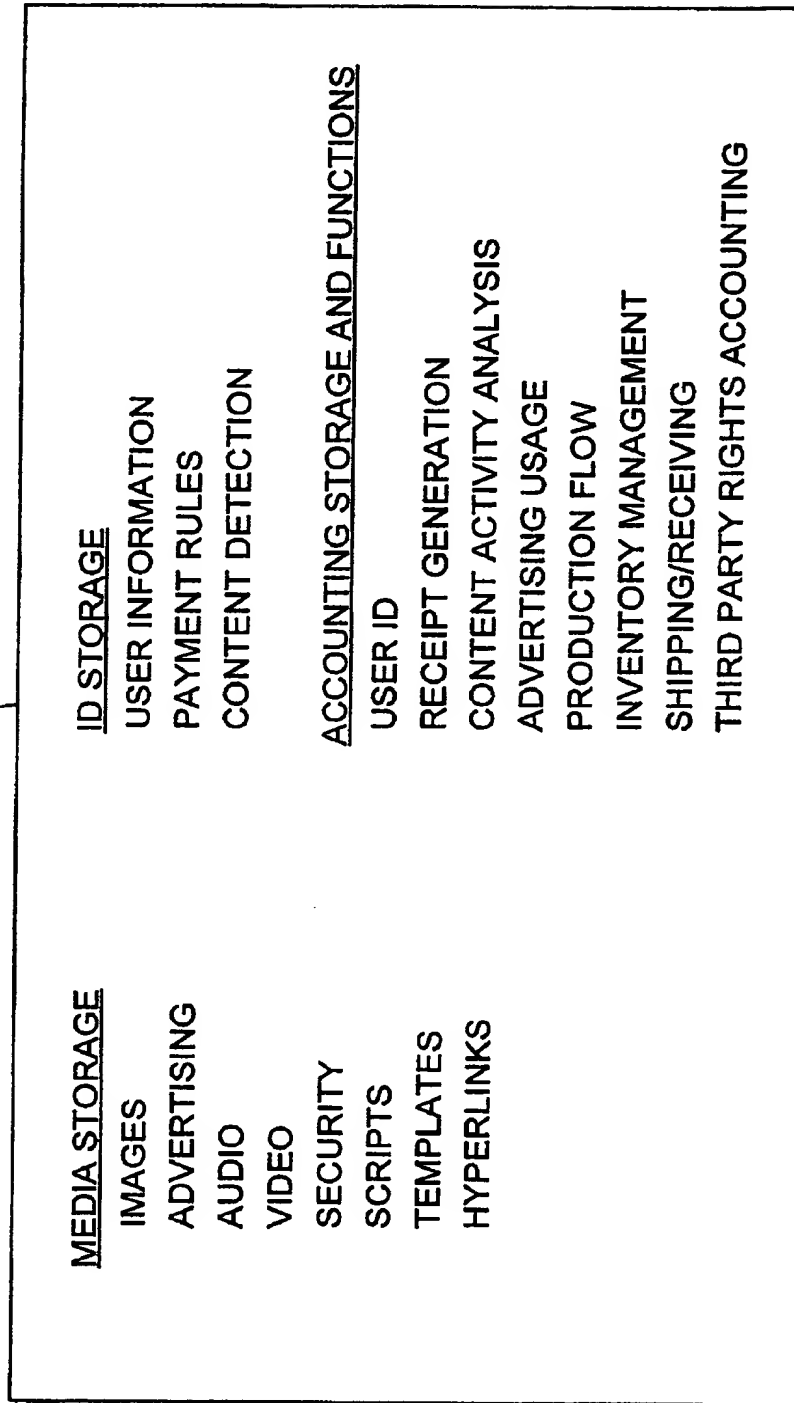 MEDIA STORAGE
IMAGES
ADVERTISING
AUDIO
VIDEO
SECURITY
SCRIPTS
TEMPLATES
HYPERLINKS
ID STORAGE
USER INFORMATION
PAYMENT RULES
CONTENT DETECTION
ACCOUNTING STORAGE AND FUNCTIONS
USER ID
RECEIPT GENERATION
CONTENT ACTIVITY ANALYSIS
ADVERTISING USAGE
PRODUCTION FLOW
INVENTORY MANAGEMENT
SHIPPING/RECEIVING
THIRD PARTY RIGHTS ACCOUNTING